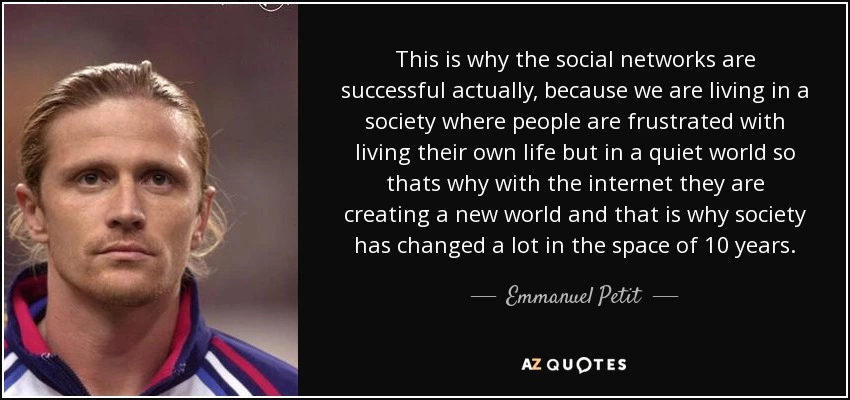 This is why the social networks are
successful actually, because we are living in a
society where people are frustrated with
living their own life but in a quiet world so
thats why with the internet they are
creating a new world and that is why society
has changed a lot in the space of 10 years.
Emmanuel Petit
AZ QUOTES